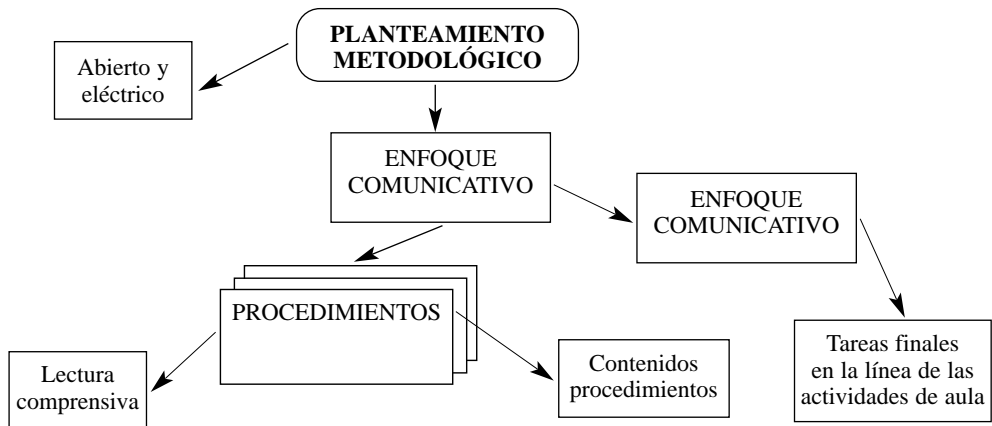 PLANTEAMIENTO
METODOLÓGICO
Abierto y
eléctrico
ENFOQUE
COMUNICATIVO
ENFOQUE
COMUNICATIVO
PROCEDIMIENTOS
Lectura
comprensiva
Contenidos
procedimientos
Tareas finales
en la línea de las
actividades de aula